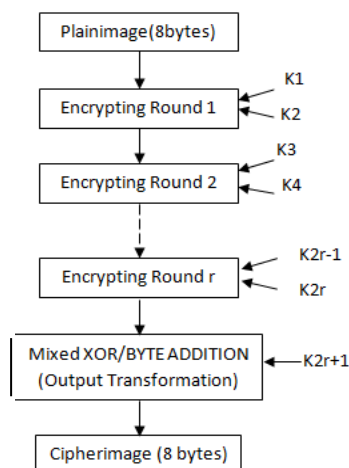 Plainimage(8bytes)
K1
Encrypting Round 1
K2
K3
Encrypting Round 2
K4
K2r-1
Encrypting Round r
K2r
Mixed XOR/BYTE ADDITION
(Output Transformation)
K2r+1
Cipherimage (8 bytes)